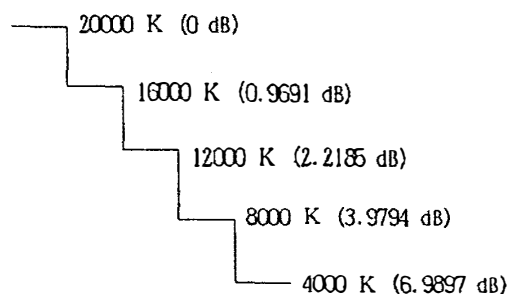 20000 K (0 dB)
16000 K (0.9691 dB)
12000 K (2.2185 dB)
8000 K (3.9794 dB)
4000 K (6.9897 dB)